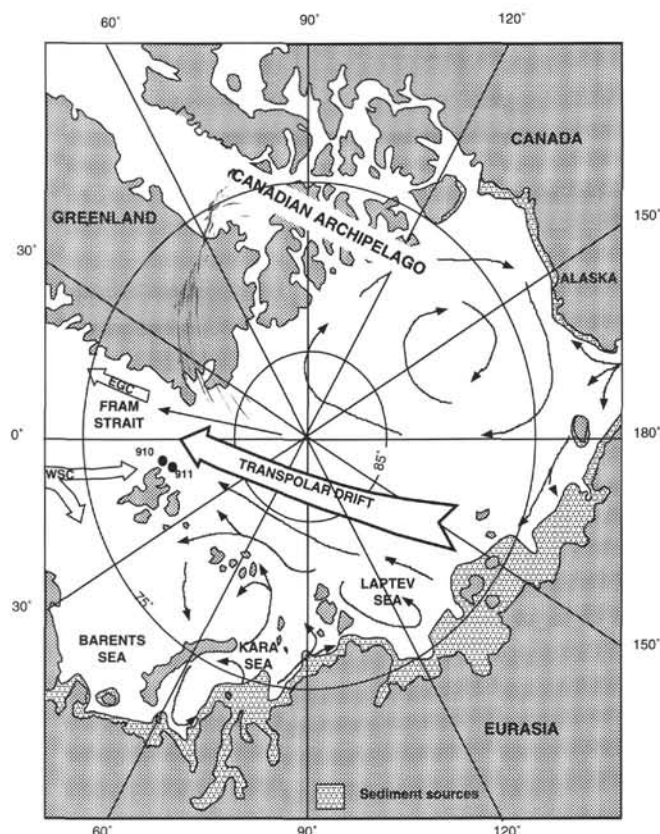 60°
90°
120°
CANADA
GREENLAND
CANADIAN ARCHIPELAGO
150°
30°
ALASKA
EGC
FRAM
STRAIT
85°
0°
180°
910
911
WSC
TRANSPOLAR DRIFT
LAPTEV
SEA
75°
30°
BARENTS
SEA
KARA
SEA
150°
EURASIA
Sediment sources
60°
90°
120°